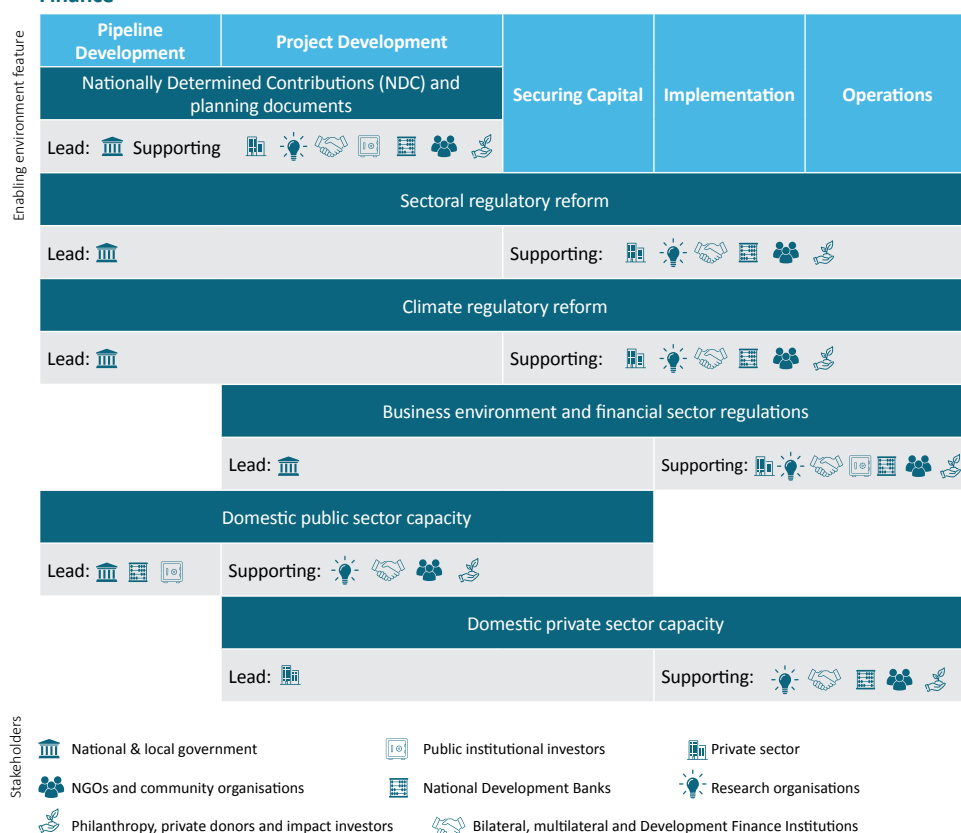 Finance
Enabling environment feature
Pipeline
Development
Project Development
Securing Capital
Implementation
Operations
Nationally Determined Contributions (NDC) and
planning documents
Lead: Supporting
Sectoral regulatory reform
Lead: Supporting:
Climate regulatory reform
Lead: Supporting:
Business environment and financial sector regulations
Lead: Supporting:
Domestic public sector capacity
Lead: Supporting:
Domestic private sector capacity
Lead: Supporting:
Stakeholders
National & local government
Public institutional investors
Private sector
NGOs and community organisations
National Development Banks
Research organisations
Philanthropy, private donors and impact investors
Bilateral, multilateral and Development Finance Institutions